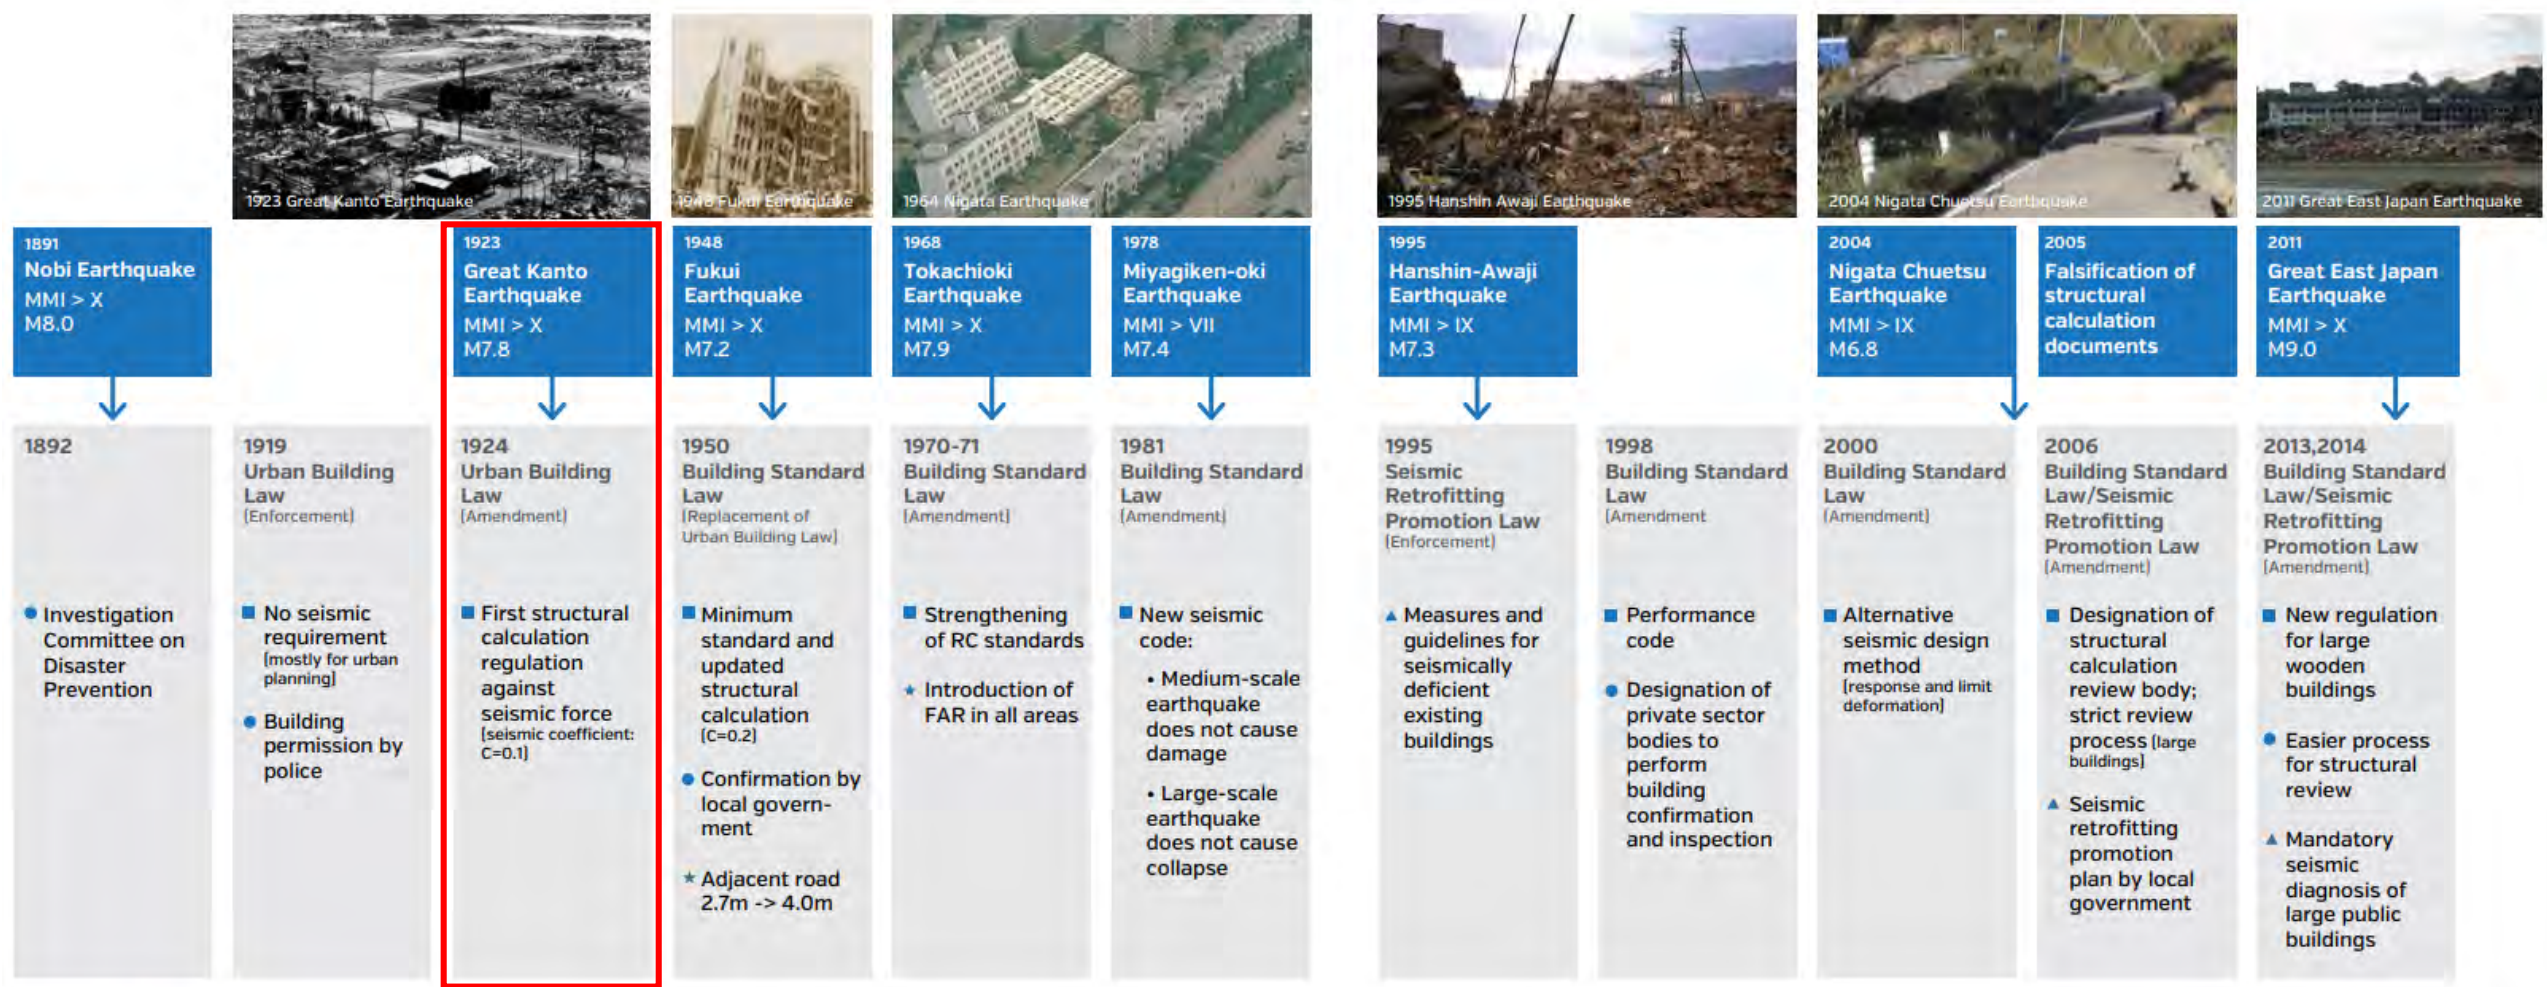 1923 Great Kanto Earthquake
1948 Fukui Earthquake
1964 Nigata Earthquake
1995 Hanshin Awaji Earthquake
2004 Nigata Chuetsu Earthquake
2011 Great East Japan Earthquake
1891
Nobi Earthquake
MMI > X
M8.0
1923
Great Kanto
Earthquake
MMI > X
M7.8
1948
Fukui
Earthquake
MMI > X
M7.2
1968
Tokachioki
Earthquake
MMI > X
M7.9
1978
Miyagiken-oki
Earthquake
MMI > VII
M7.4
1995
Hanshin-Awaji
Earthquake
MMI > IX
M7.3
2004
Nigata Chuetsu
Earthquake
MMI > IX
M6.8
2005
Falsification of
structural
calculation
documents
2011
Great East Japan
Earthquake
MMI > X
M9.0
1892
Investigation
Committee on
Disaster
Prevention
1919
Urban Building
Law
(Enforcement)
No seismic
requirement
(mostly for urban
planning)
Building
permission by
police
1924
Urban Building
Law
(Amendment)
First structural
calculation
regulation
against
seismic force
(seismic coefficient:
C=0.1)
1950
Building Standard
Law
(Replacement of
Urban Building Law)
Minimum
standard and
updated
structural
calculation
(C=0.2)
Confirmation by
local govern-
ment
★ Adjacent road
2.7m -> 4.0m
1970-71
Building Standard
Law
(Amendment)
Strengthening
of RC standards
★ Introduction of
FAR in all areas
1981
Building Standard
Law
(Amendment)
New seismic
code:
• Medium-scale
earthquake
does not cause
damage
• Large-scale
earthquake
does not cause
collapse
1995
Seismic
Retrofitting
Promotion Law
(Enforcement)
Measures and
guidelines for
seismically
deficient
existing
buildings
1998
Building Standard
Law
(Amendment
Performance
code
Designation of
private sector
bodies to
perform
building
confirmation
and inspection
2000
Building Standard
Law
(Amendment)
Alternative
seismic design
method
(response and limit
deformation)
2006
Building Standard
Law/Seismic
Retrofitting
Promotion Law
(Amendment)
Designation of
structural
calculation
review body;
strict review
process (large
buildings)
Seismic
retrofitting
promotion
plan by local
government
2013,2014
Building Standard
Law/Seismic
Retrofitting
Promotion Law
(Amendment)
New regulation
for large
wooden
buildings
Easier process
for structural
review
Mandatory
seismic
diagnosis of
large public
buildings